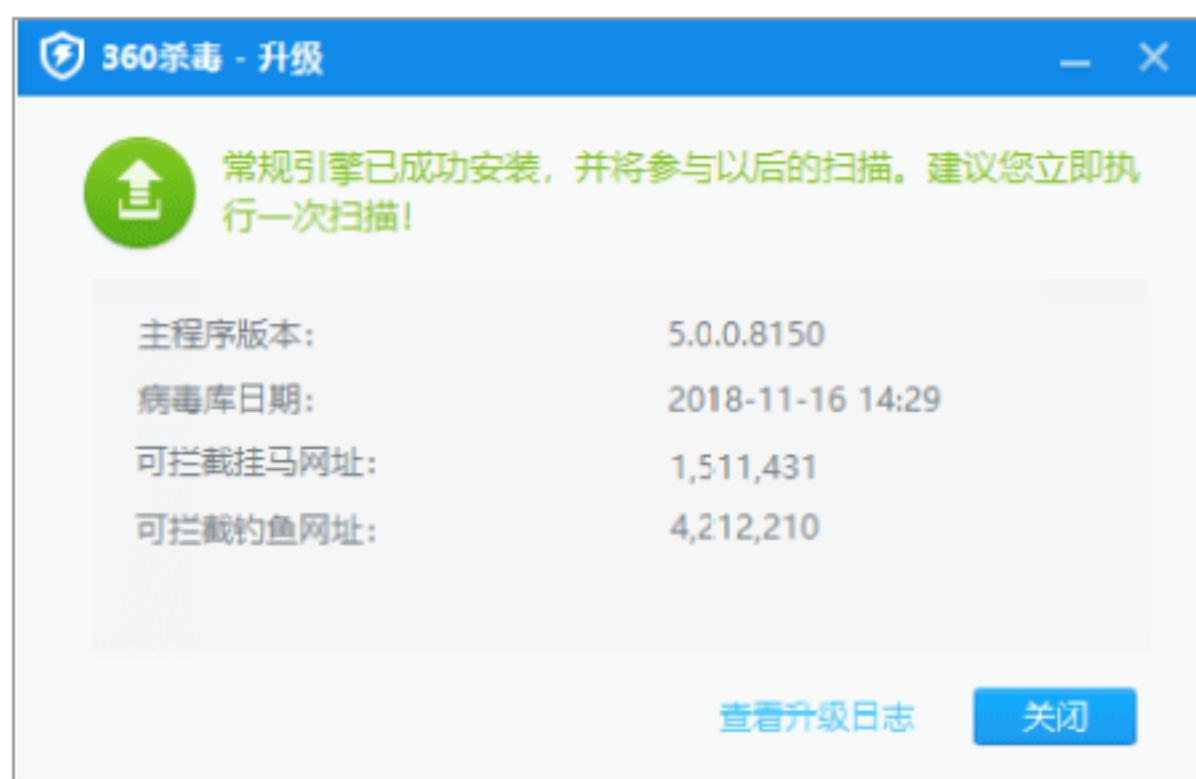 360杀毒 - 升级
常规引擎已成功安装，并将参与以后的扫描。建议您立即执
行一次扫描！
主程序版本： 5.0.0.8150
病毒库日期： 2018-11-16 14:29
可拦截挂马网址： 1,511,431
可拦截钓鱼网址： 4,212,210
查看升级日志 关闭